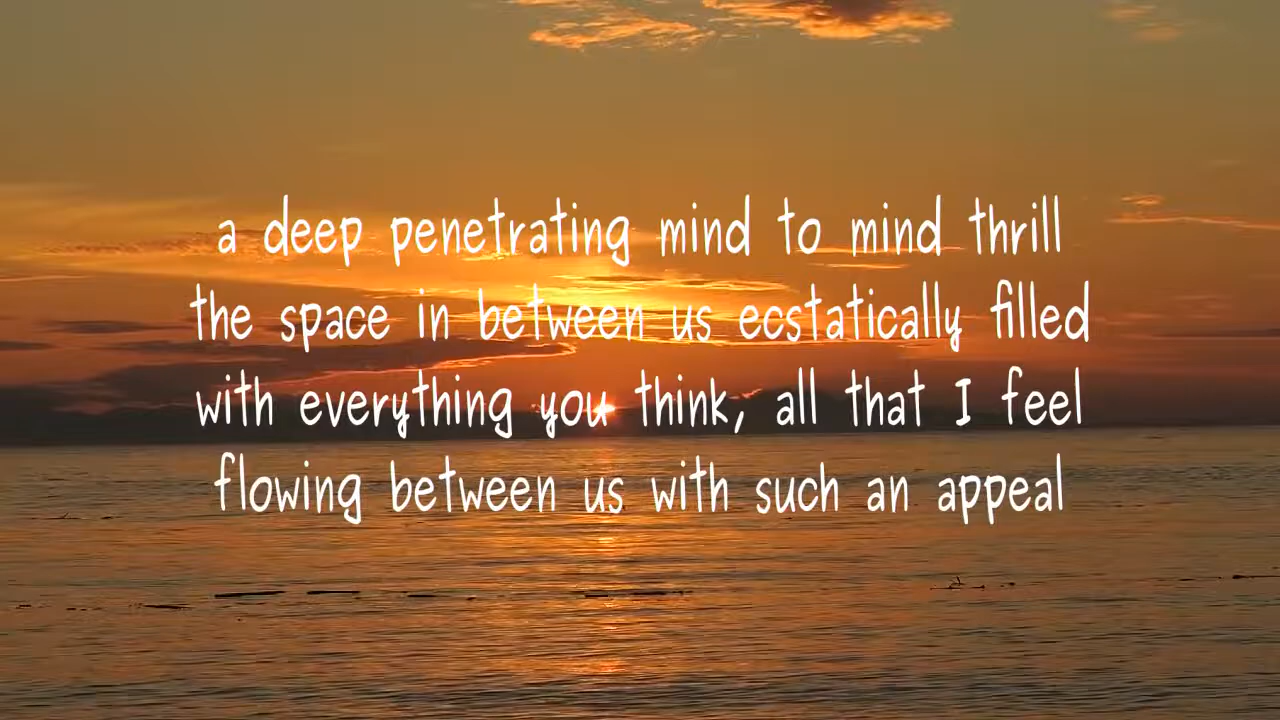 a deep penetrating mind to mind thrill
the space in between us ecstatically filled
with everything you think, all that I feel
flowing between us with such an appeal